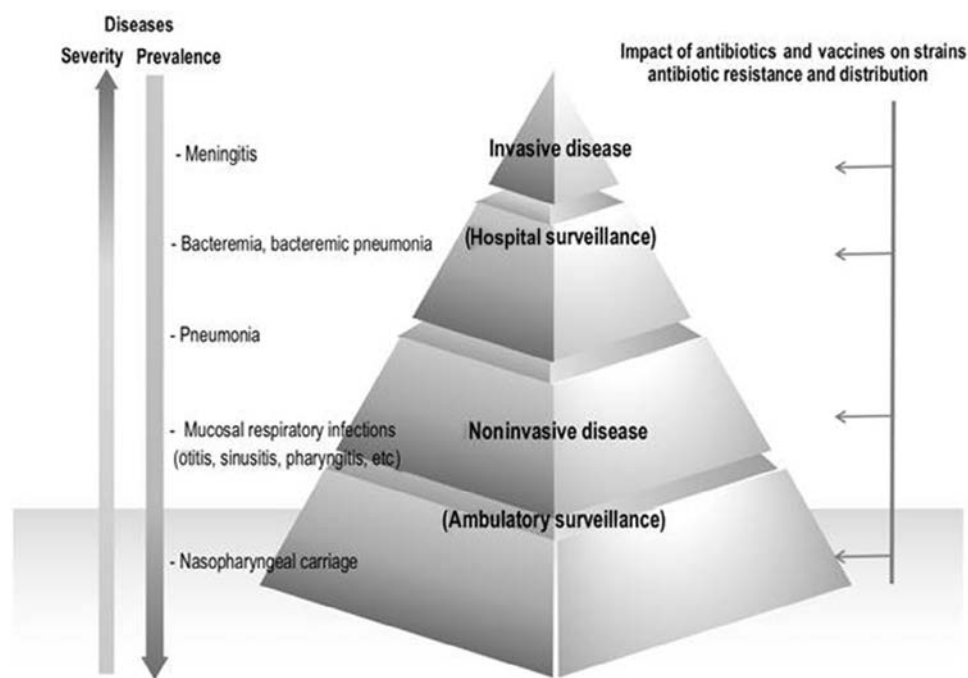 Diseases
Severity Prevalence
Impact of antibiotics and vaccines on strains
antibiotic resistance and distribution
- Meningitis
Invasive disease
- Bacteremia, bacteremic pneumonia
(Hospital surveillance)
- Pneumonia
- Mucosal respiratory infections
(otitis, sinusitis, pharyngitis, etc)
Noninvasive disease
(Ambulatory surveillance)
- Nasopharyngeal carriage